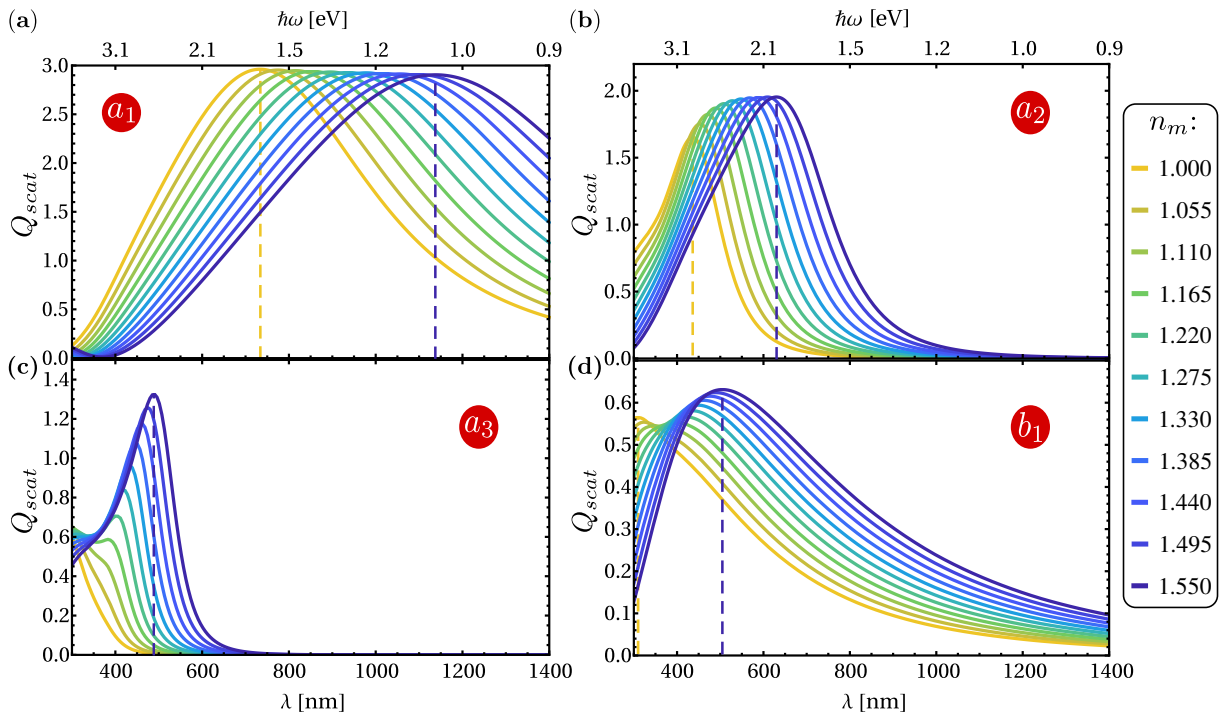 (a)
ℏω [eV]
3.1 2.1 1.5 1.2 1.0 0.9
3.0
2.5
2.0
1.5
1.0
0.5
0.0
Q_scat
a₁
(b)
ℏω [eV]
3.1 2.1 1.5 1.2 1.0 0.9
2.0
1.5
1.0
0.5
0.0
Q_scat
a₂
(c)
1.4
1.2
1.0
0.8
0.6
0.4
0.2
0.0
Q_scat
a₃
400 600 800 1000 1200 1400
λ [nm]
(d)
0.6
0.5
0.4
0.3
0.2
0.1
0.0
Q_scat
b₁
400 600 800 1000 1200 1400
λ [nm]
n_m:
1.000
1.055
1.110
1.165
1.220
1.275
1.330
1.385
1.440
1.495
1.550